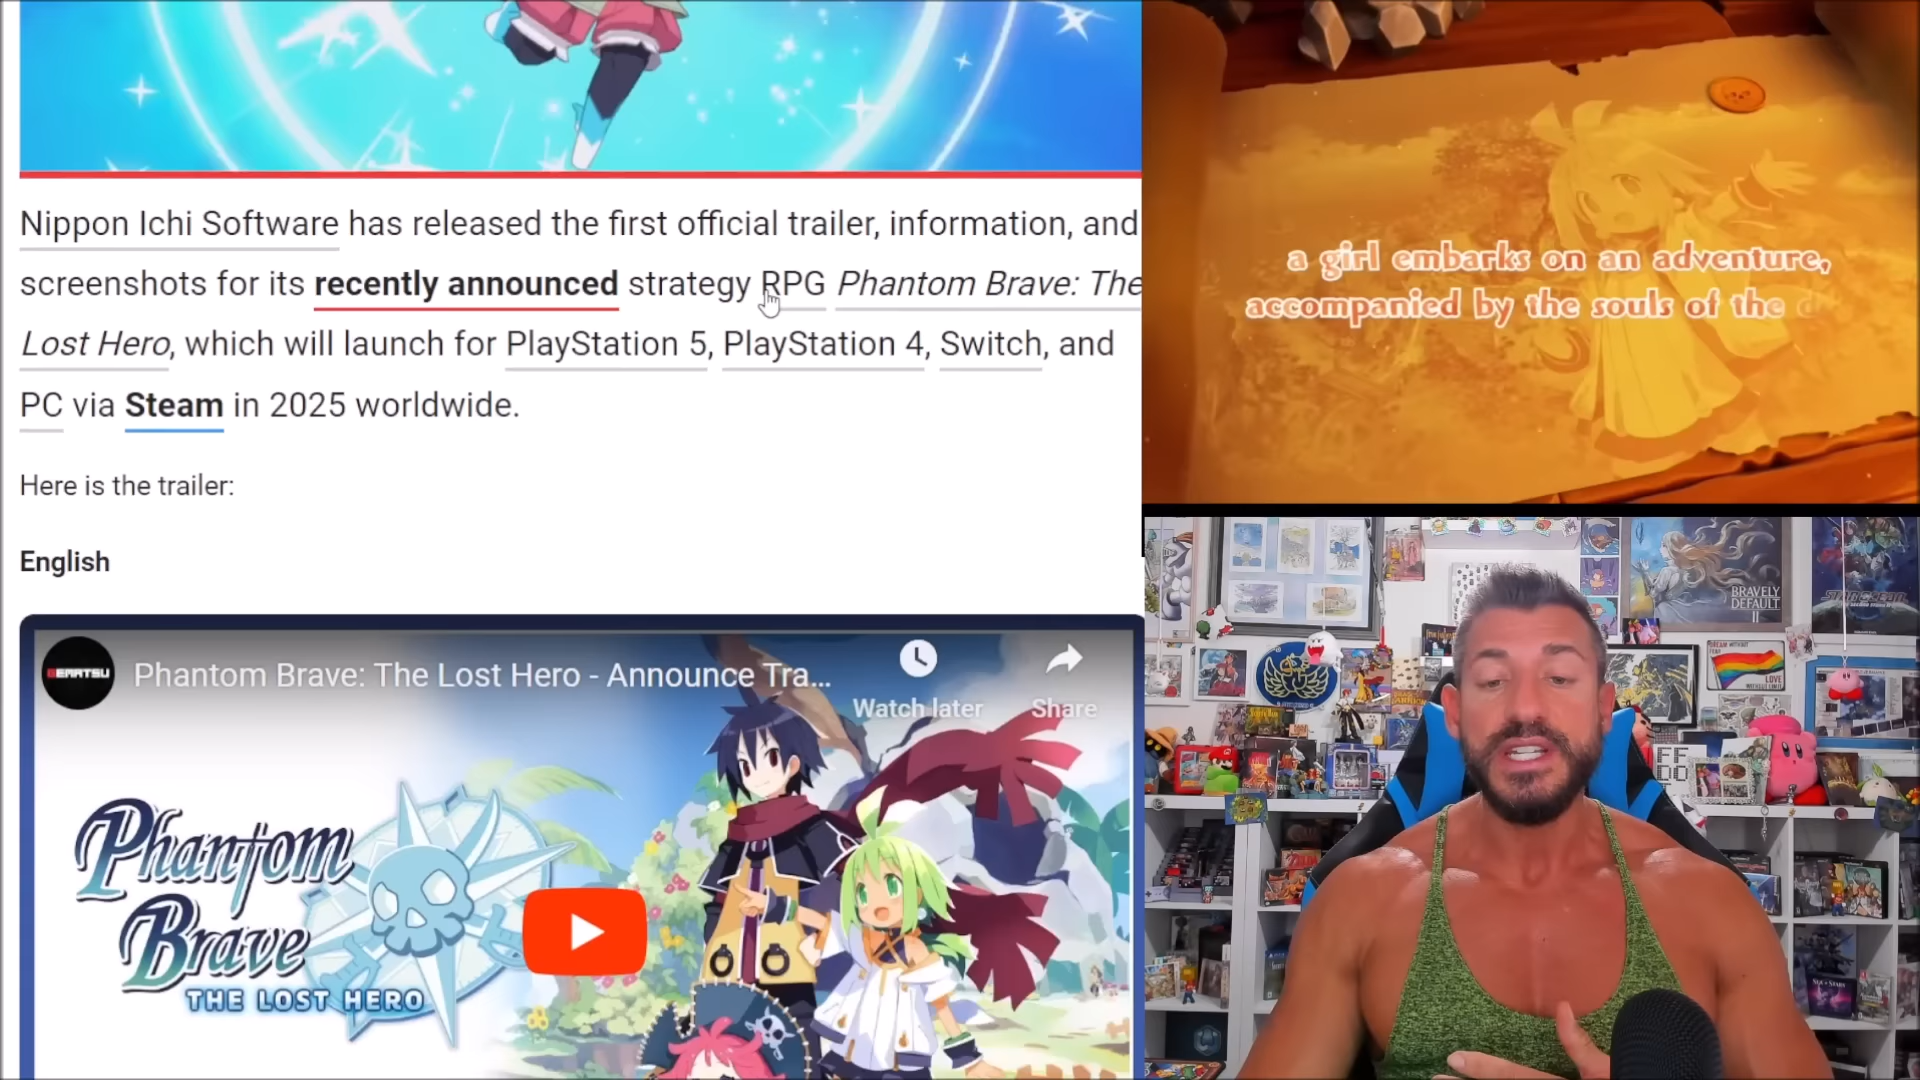 Nippon Ichi Software has released the first official trailer, information, and
screenshots for its recently announced strategy RPG Phantom Brave: The
Lost Hero, which will launch for PlayStation 5, PlayStation 4, Switch, and
PC via Steam in 2025 worldwide.
Here is the trailer:
English
GEMATSU
Phantom Brave: The Lost Hero - Announce Tra...
Watch later
Share
Phantom
Brave
THE LOST HERO
a girl embarks on an adventure,
accompanied by the souls of the d
BRAVELY
DEFAULT
II
LOVE